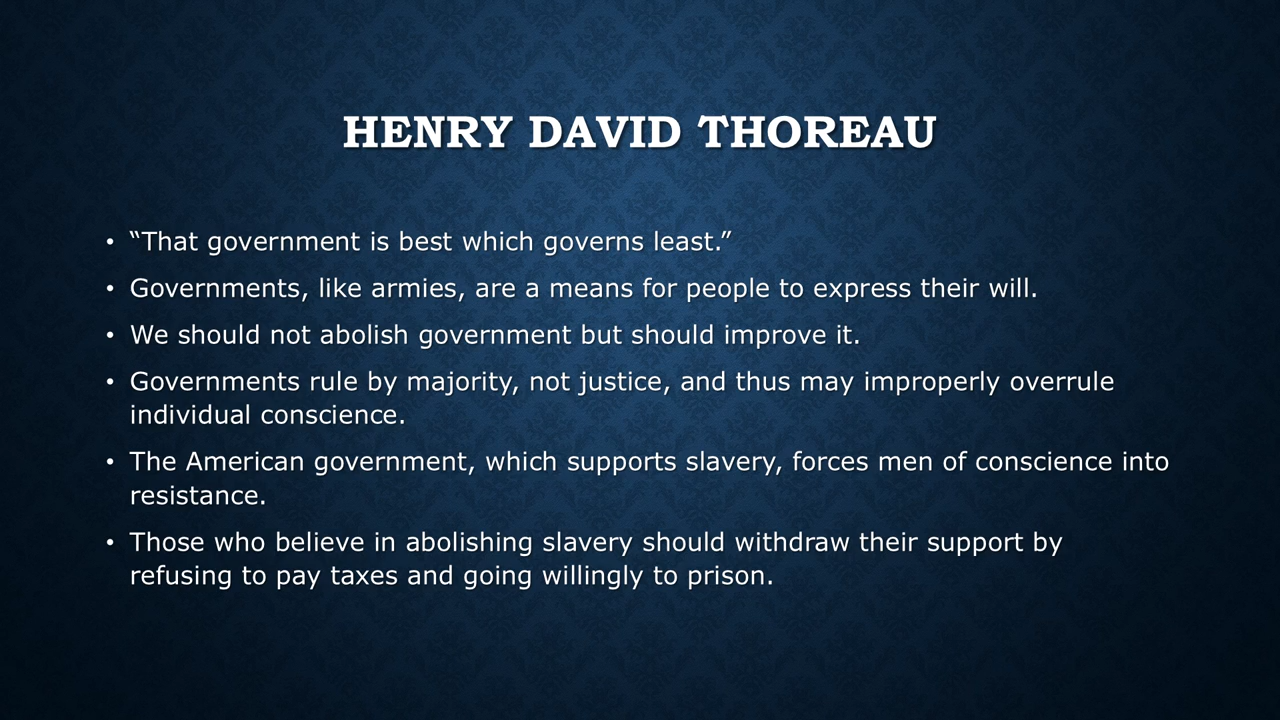 HENRY DAVID THOREAU
• “That government is best which governs least.”
• Governments, like armies, are a means for people to express their will.
• We should not abolish government but should improve it.
• Governments rule by majority, not justice, and thus may improperly overrule
individual conscience.
• The American government, which supports slavery, forces men of conscience into
resistance.
• Those who believe in abolishing slavery should withdraw their support by
refusing to pay taxes and going willingly to prison.